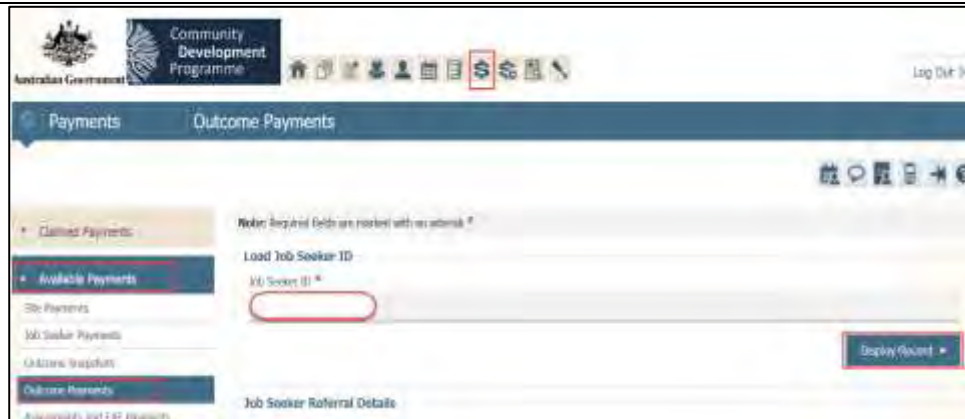 Community
Development
Programme
Australian Government
Log Out
Payments
Outcome Payments
Note: Required fields are marked with an asterisk *
Claimed Payments
Load Job Seeker ID
Available Payments
Job Seeker ID *
Site Payments
Job Seeker Payments
Outcome Snapshots
Display Record
Outcome Payments
Job Seeker Referral Details
Payments